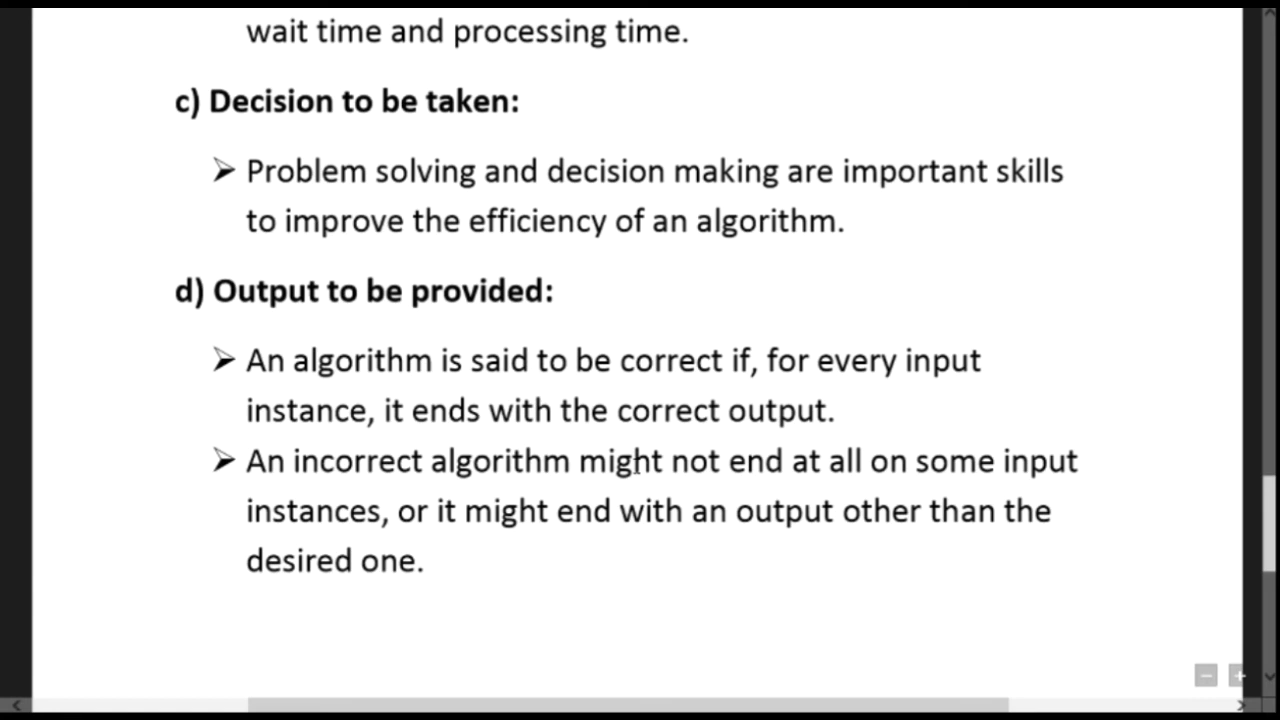 wait time and processing time.
c) Decision to be taken:
➢ Problem solving and decision making are important skills
to improve the efficiency of an algorithm.
d) Output to be provided:
➢ An algorithm is said to be correct if, for every input
instance, it ends with the correct output.
➢ An incorrect algorithm might not end at all on some input
instances, or it might end with an output other than the
desired one.